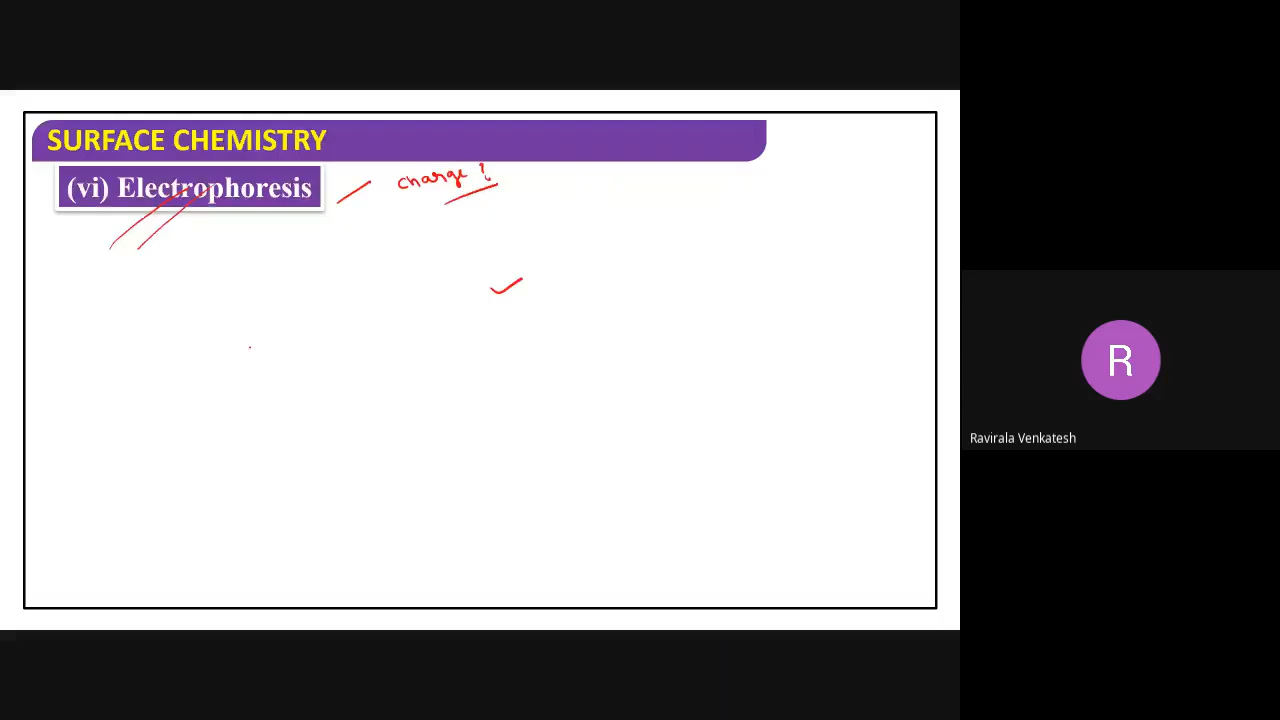 SURFACE CHEMISTRY
(vi) Electrophoresis
charge ?
R
Ravirala Venkatesh